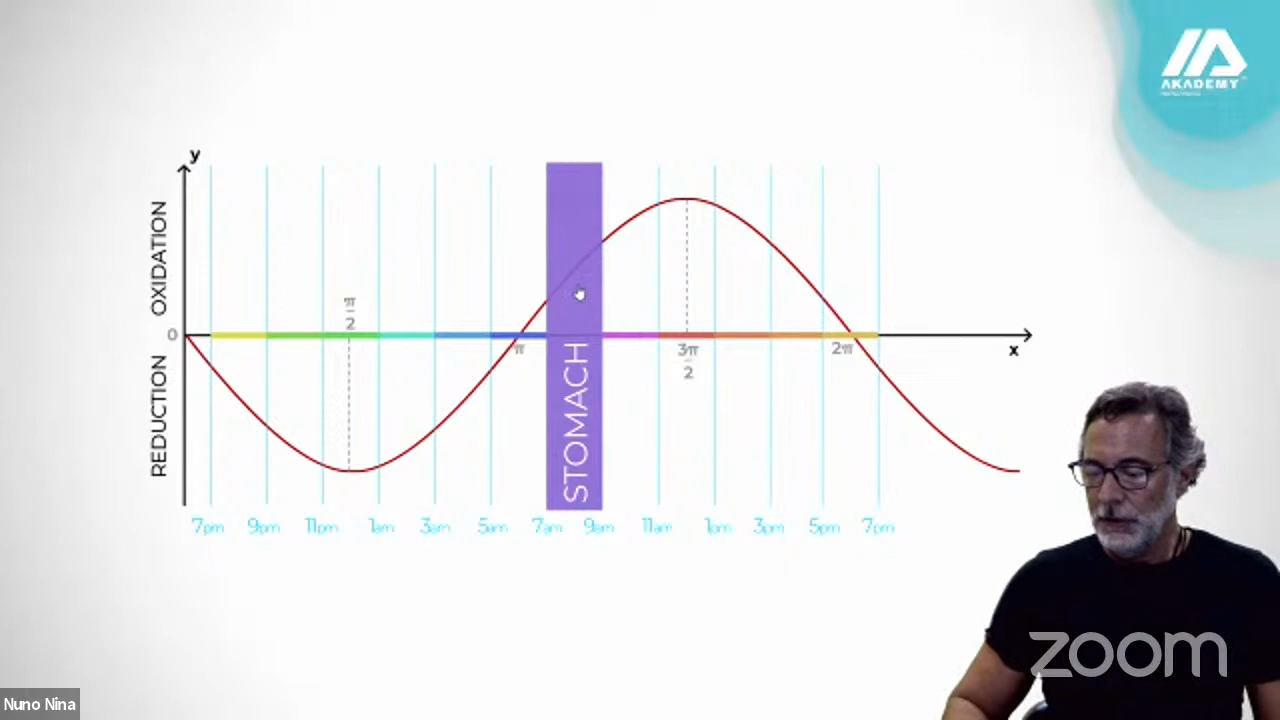 AKADEMY
y
OXIDATION
π
2
0
π
3π
2
2π
x
REDUCTION
STOMACH
7pm 9pm 11pm 1am 3am 5am 7am 9am 11am 1pm 3pm 5pm 7pm
zoom
Nuno Nina